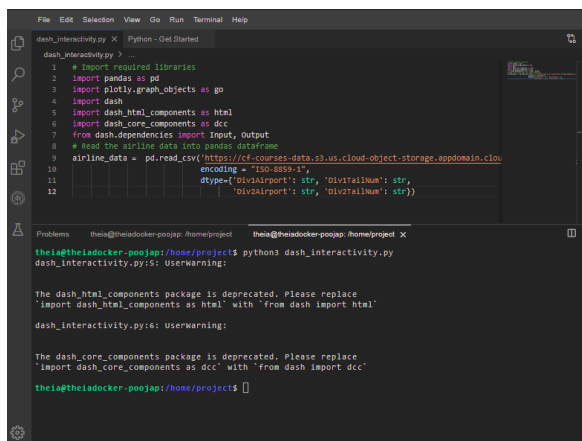 File Edit Selection View Go Run Terminal Help
dash_interactivity.py Python - Get Started
dash_interactivity.py > ...
1 # Import required libraries
2 import pandas as pd
3 import plotly.graph_objects as go
4 import dash
5 import dash_html_components as html
6 import dash_core_components as dcc
7 from dash.dependencies import Input, Output
8 # Read the airline data into pandas dataframe
9 airline_data = pd.read_csv('https://cf-courses-data.s3.us.cloud-object-storage.appdomain.clou
10 encoding = "ISO-8859-1",
11 dtype={'Div1Airport': str, 'Div1TailNum': str,
12 'Div2Airport': str, 'Div2TailNum': str})
Problems theia@theiadocker-poojap: /home/project theia@theiadocker-poojap: /home/project
theia@theiadocker-poojap:/home/project$ python3 dash_interactivity.py
dash_interactivity.py:5: UserWarning:
The dash_html_components package is deprecated. Please replace
`import dash_html_components as html` with `from dash import html`
dash_interactivity.py:6: UserWarning:
The dash_core_components package is deprecated. Please replace
`import dash_core_components as dcc` with `from dash import dcc`
theia@theiadocker-poojap:/home/project$